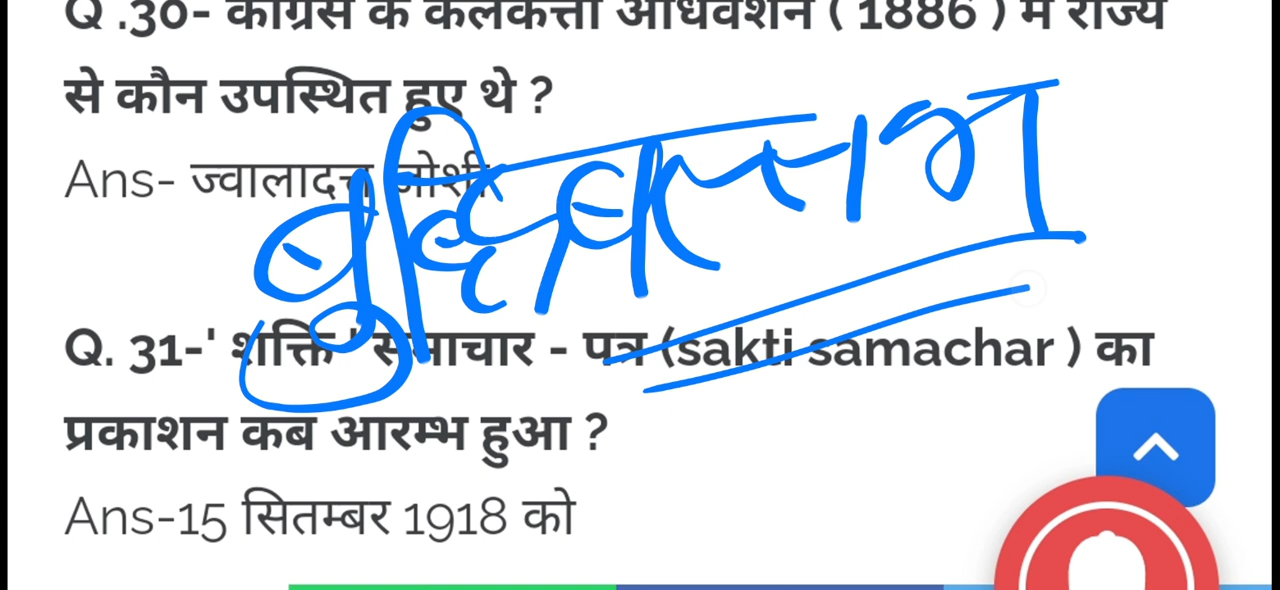 Q .30- कांग्रेस के कलकत्ता अधिवेशन ( 1886 ) में राज्य
से कौन उपस्थित हुए थे ?
Ans- ज्वालादत्त जोशी
Q. 31-' शक्ति ' समाचार - पत्र (sakti samachar ) का
प्रकाशन कब आरम्भ हुआ ?
Ans-15 सितम्बर 1918 को